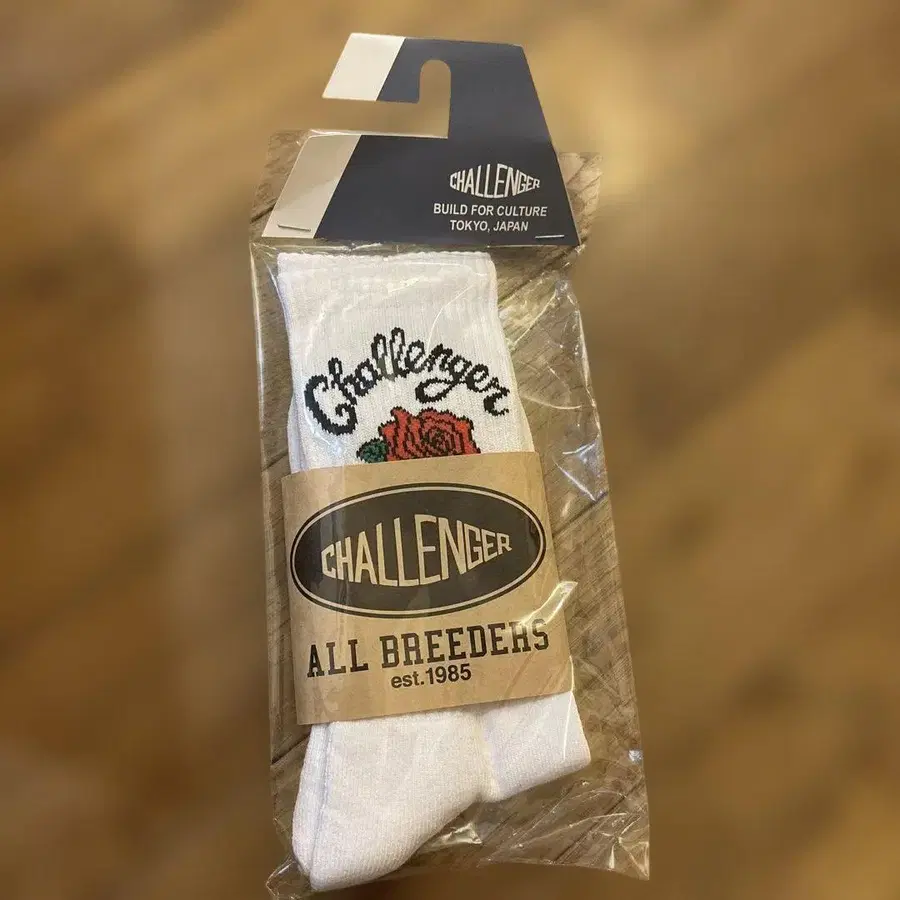 CHALLENGER
BUILD FOR CULTURE
TOKYO, JAPAN
Challenger
CHALLENGER
ALL BREEDERS
est.1985